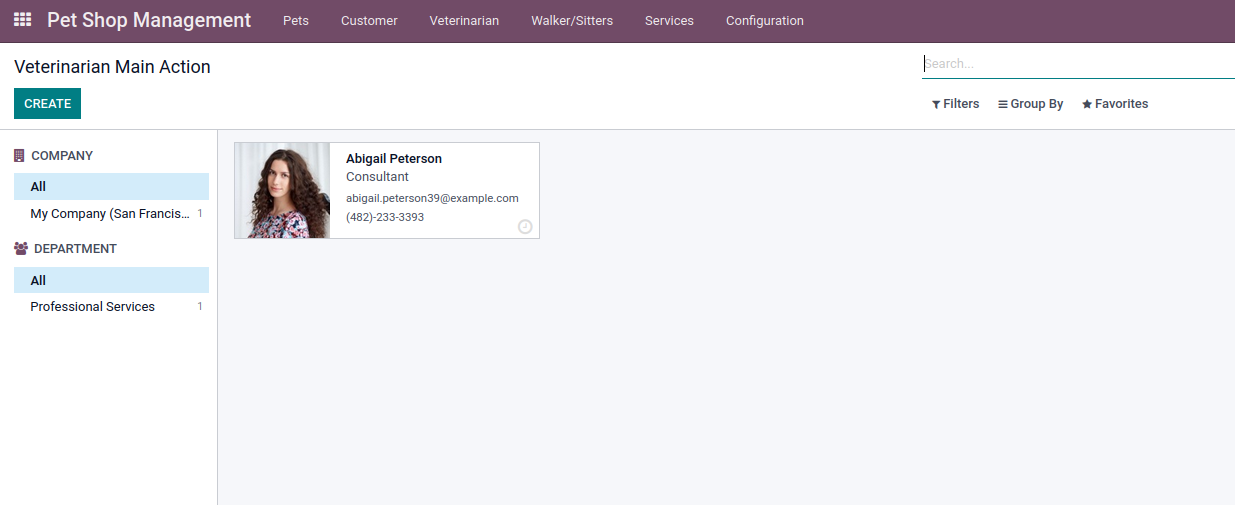 Pet Shop Management Pets Customer Veterinarian Walker/Sitters Services Configuration
Veterinarian Main Action
Search...
CREATE
Filters Group By Favorites
COMPANY
All
My Company (San Francis... 1
DEPARTMENT
All
Professional Services 1
Abigail Peterson
Consultant
abigail.peterson39@example.com
(482)-233-3393